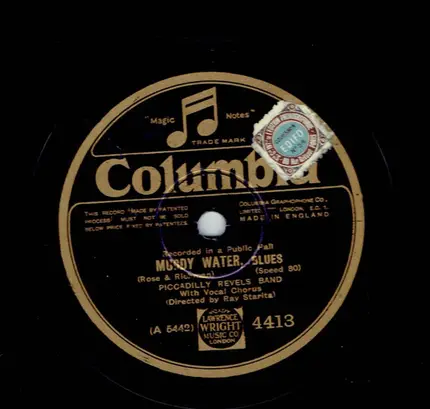 "Magic Notes"
TRADE MARK
Columbia
THIS RECORD "MADE BY PATENTED
PROCESS" MUST NOT BE SOLD
BELOW PRICE FIXED BY PATENTEES.
COLUMBIA GRAPHOPHONE CO.,
LIMITED — LONDON, E.C. 1.
MADE IN ENGLAND
Recorded in a Public Hall
MUDDY WATER. BLUES
(Rose & Richman) (Speed 80)
PICCADILLY REVELS BAND
With Vocal Chorus
(Directed by Ray Starita)
(A 5442)
LAWRENCE
WRIGHT
MUSIC CO
LONDON
4413